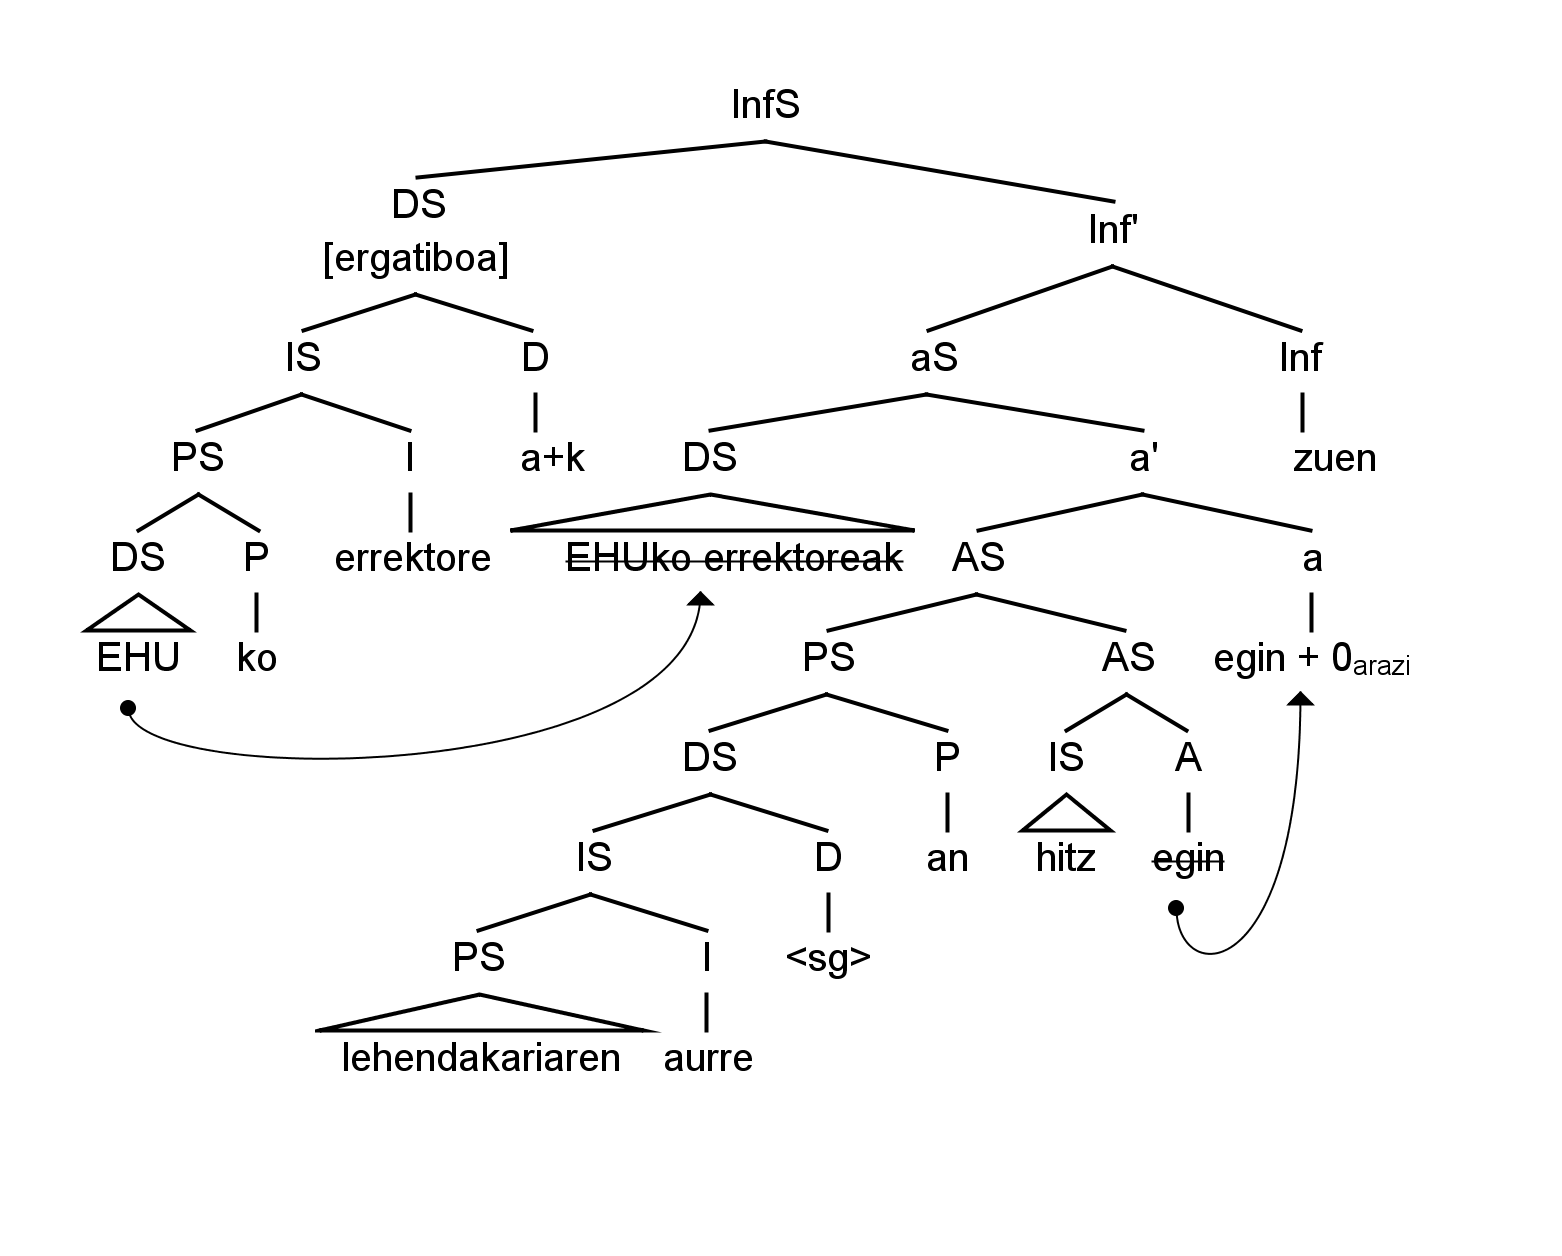 InfS
DS
[ergatiboa]
Inf'
IS D aS Inf
PS I a+k DS a' zuen
DS P errektore EHUko errektoreak AS a
EHU ko PS AS egin + 0arazi
DS P IS A
IS D an hitz egin
PS I <sg>
lehendakariaren aurre